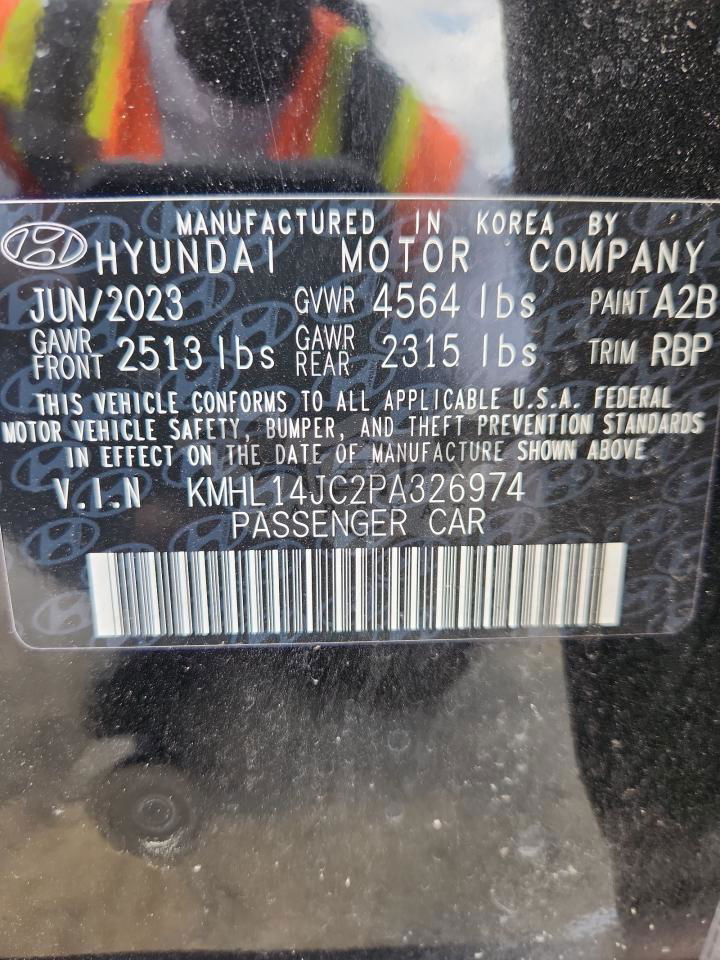 MANUFACTURED IN KOREA BY
HYUNDAI MOTOR COMPANY
JUN/2023 GVWR 4564 lbs PAINT A2B
GAWR FRONT 2513 lbs GAWR REAR 2315 lbs TRIM RBP
THIS VEHICLE CONFORMS TO ALL APPLICABLE U.S.A. FEDERAL
MOTOR VEHICLE SAFETY, BUMPER, AND THEFT PREVENTION STANDARDS
IN EFFECT ON THE DATE OF MANUFACTURE SHOWN ABOVE
V.I.N KMHL14JC2PA326974
PASSENGER CAR